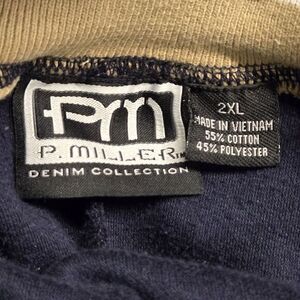 PM
P. MILLER
DENIM COLLECTION
2XL
MADE IN VIETNAM
55% COTTON
45% POLYESTER